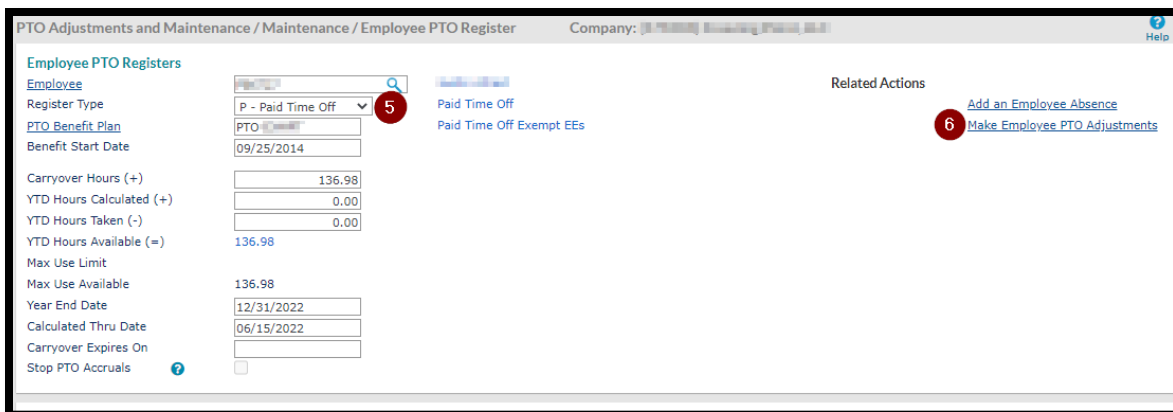 PTO Adjustments and Maintenance / Maintenance / Employee PTO Register Company:
Help
Employee PTO Registers
Related Actions
Employee
Register Type P - Paid Time Off 5 Paid Time Off Add an Employee Absence
PTO Benefit Plan PTO Paid Time Off Exempt EEs 6 Make Employee PTO Adjustments
Benefit Start Date 09/25/2014
Carryover Hours (+) 136.98
YTD Hours Calculated (+) 0.00
YTD Hours Taken (-) 0.00
YTD Hours Available (=) 136.98
Max Use Limit
Max Use Available 136.98
Year End Date 12/31/2022
Calculated Thru Date 06/15/2022
Carryover Expires On
Stop PTO Accruals ?